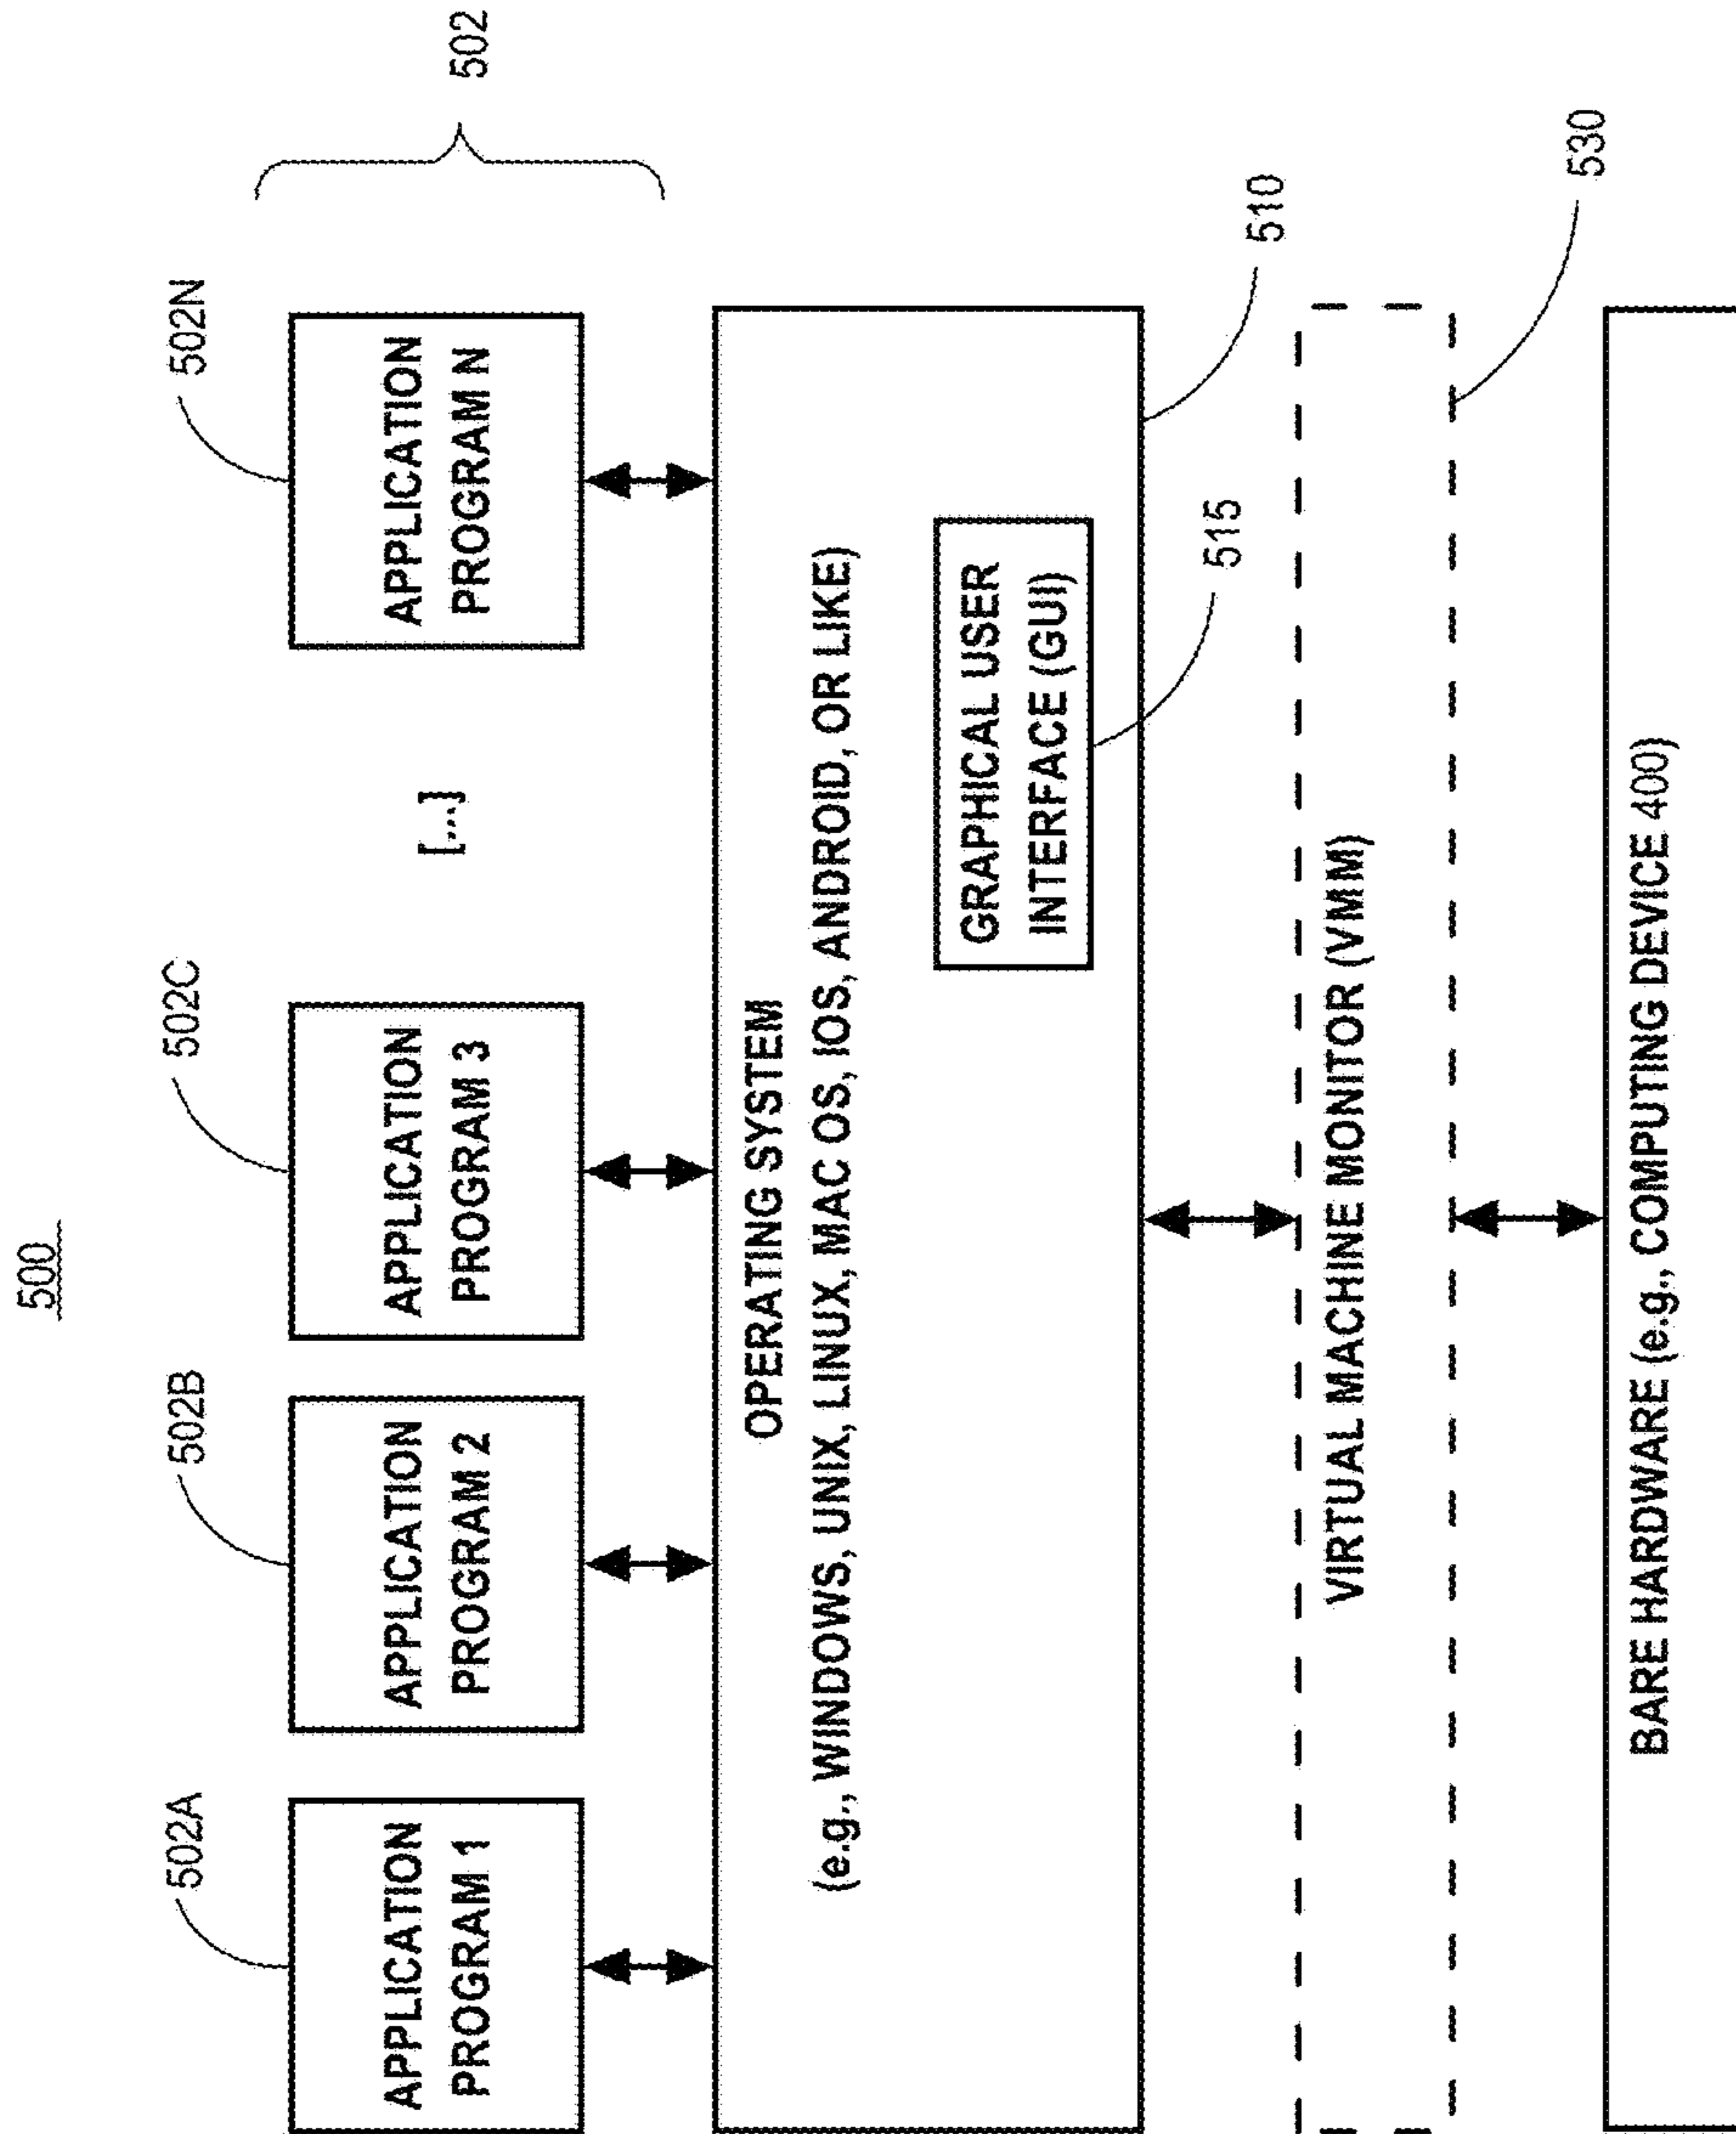 500
502
502A
502B
502C
502N
APPLICATION
PROGRAM 1
APPLICATION
PROGRAM 2
APPLICATION
PROGRAM 3
[...]
APPLICATION
PROGRAM N
OPERATING SYSTEM
(e.g., WINDOWS, UNIX, LINUX, MAC OS, IOS, ANDROID, OR LIKE)
GRAPHICAL USER
INTERFACE (GUI)
515
510
VIRTUAL MACHINE MONITOR (VMM)
530
BARE HARDWARE (e.g., COMPUTING DEVICE 400)